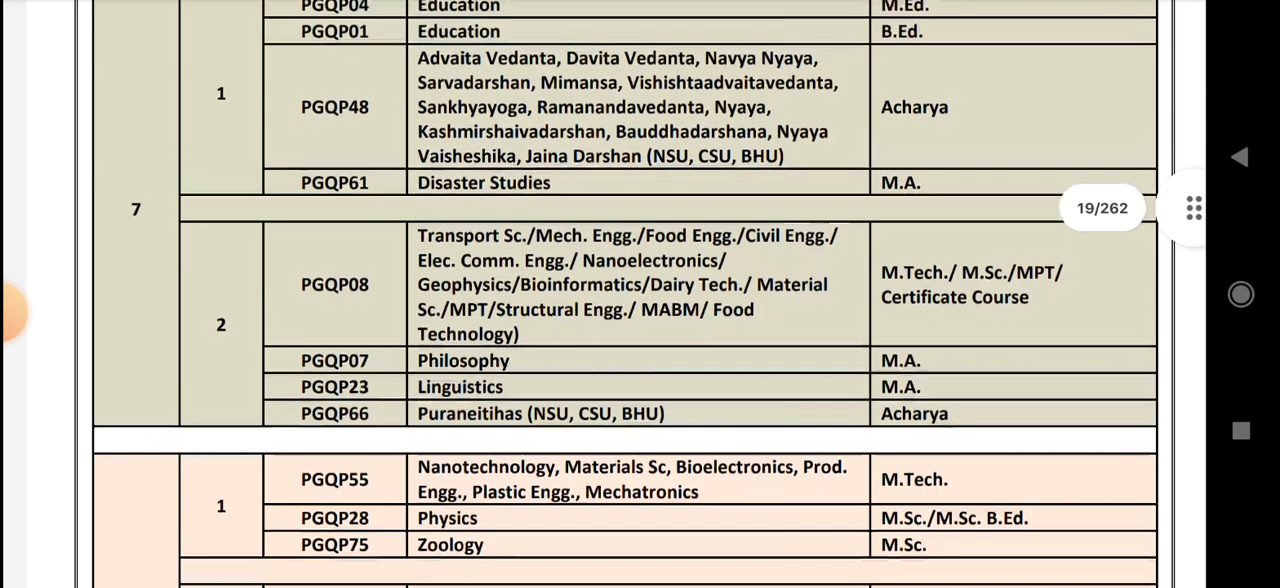 PGQP04 Education M.Ed.
PGQP01 Education B.Ed.
Advaita Vedanta, Davita Vedanta, Navya Nyaya,
Sarvadarshan, Mimansa, Vishishtaadvaitavedanta,
1 PGQP48 Sankhyayoga, Ramanandavedanta, Nyaya, Acharya
Kashmirshaivadarshan, Bauddhadarshana, Nyaya
Vaisheshika, Jaina Darshan (NSU, CSU, BHU)
PGQP61 Disaster Studies M.A.
7
19/262
Transport Sc./Mech. Engg./Food Engg./Civil Engg./
Elec. Comm. Engg./ Nanoelectronics/
2 PGQP08 Geophysics/Bioinformatics/Dairy Tech./ Material M.Tech./ M.Sc./MPT/
Sc./MPT/Structural Engg./ MABM/ Food Certificate Course
Technology)
PGQP07 Philosophy M.A.
PGQP23 Linguistics M.A.
PGQP66 Puraneitihas (NSU, CSU, BHU) Acharya
Nanotechnology, Materials Sc, Bioelectronics, Prod.
1 PGQP55 Engg., Plastic Engg., Mechatronics M.Tech.
PGQP28 Physics M.Sc./M.Sc. B.Ed.
PGQP75 Zoology M.Sc.